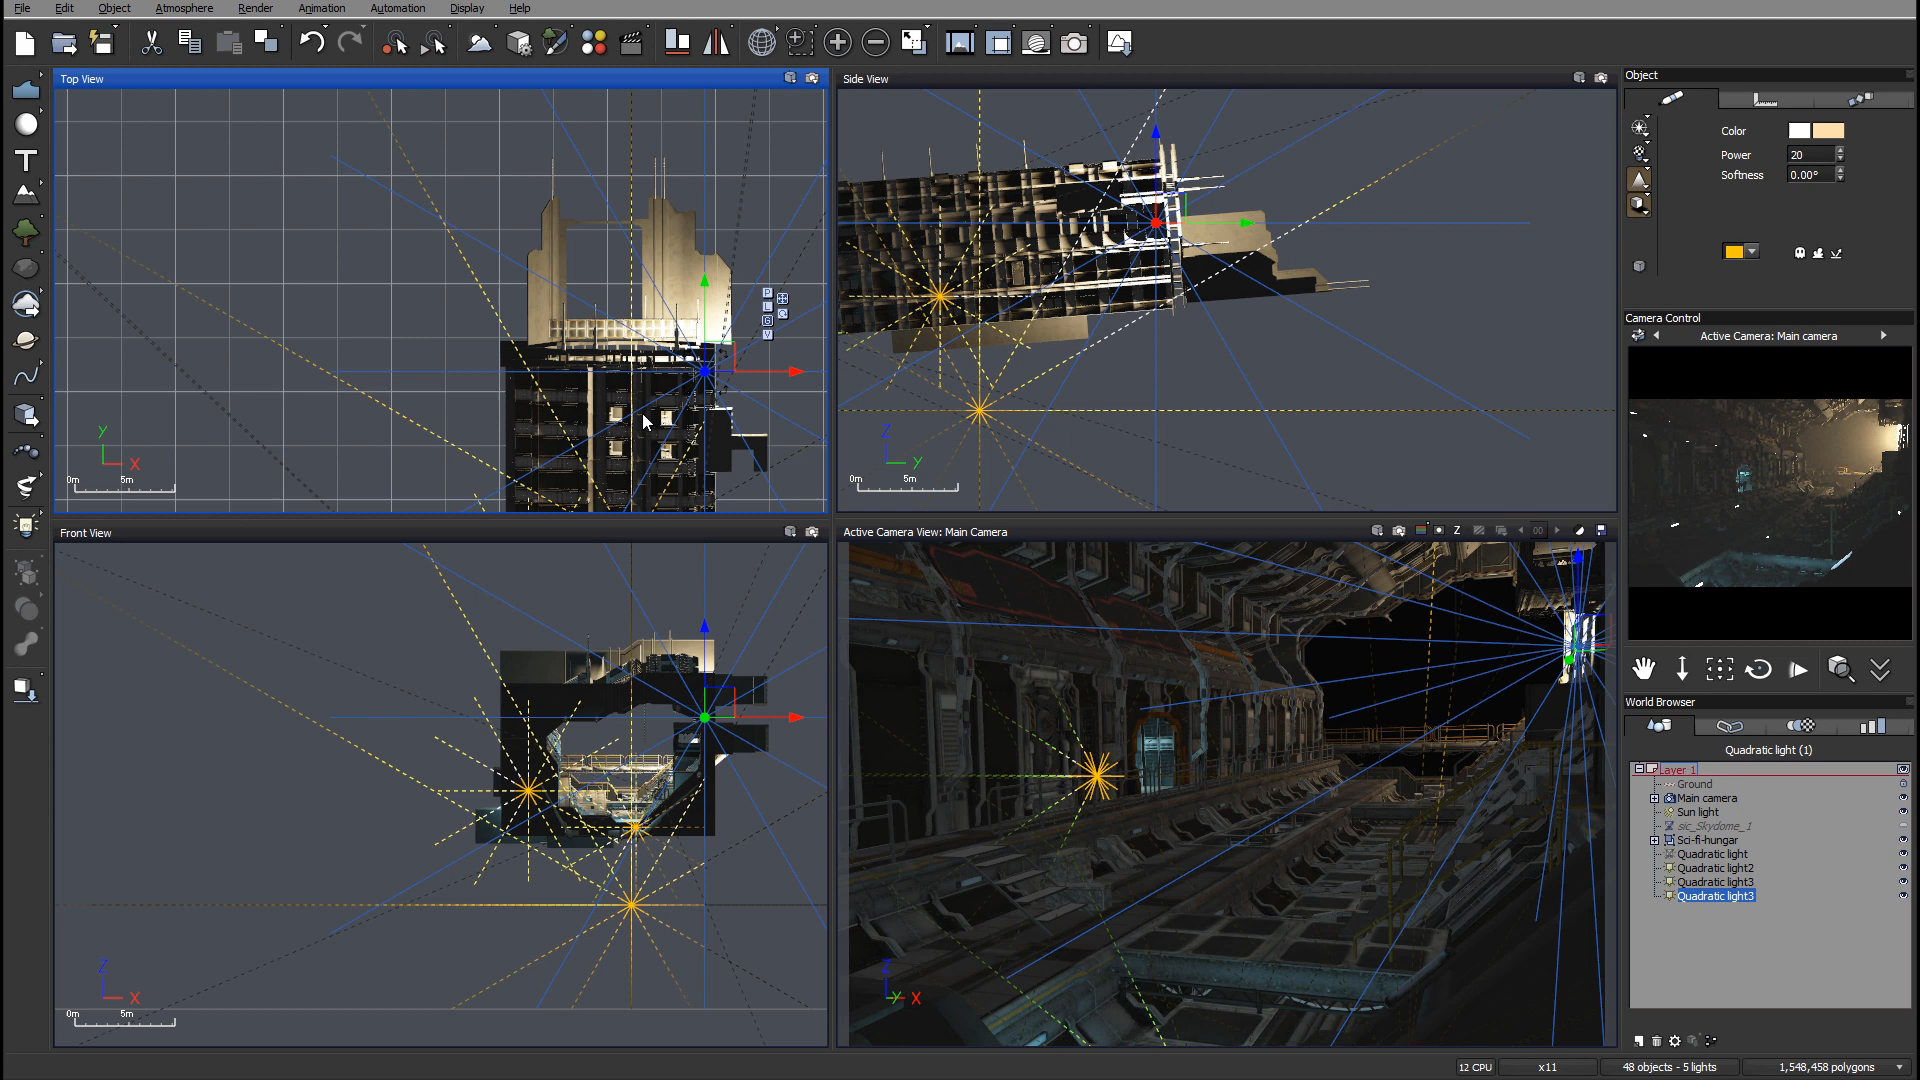 File Edit Object Atmosphere Render Animation Automation Display Help
Top View
Side View
Object
Color
Power 20
Softness 0.00°
P
L
G
V
Y
X
0m 5m
Z
Y
0m 5m
Camera Control
Active Camera: Main camera
Front View
Active Camera View: Main Camera
Z
00
Z
X
0m 5m
Z
Y X
World Browser
Quadratic light (1)
Layer 1
Ground
Main camera
Sun light
sic_Skydome_1
Sci-fi-hungar
Quadratic light
Quadratic light2
Quadratic light3
Quadratic light3
12 CPU x11 48 objects - 5 lights 1,548,458 polygons